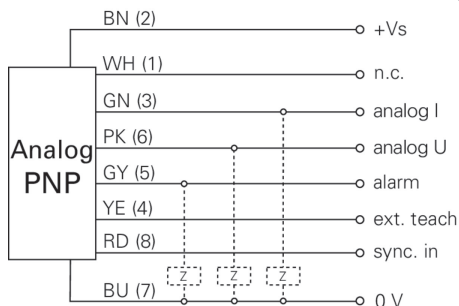 BN (2) +Vs
WH (1) n.c.
GN (3) analog I
PK (6) analog U
Analog
PNP
GY (5) alarm
YE (4) ext. teach
RD (8) sync. in
Z Z Z
BU (7) 0 V